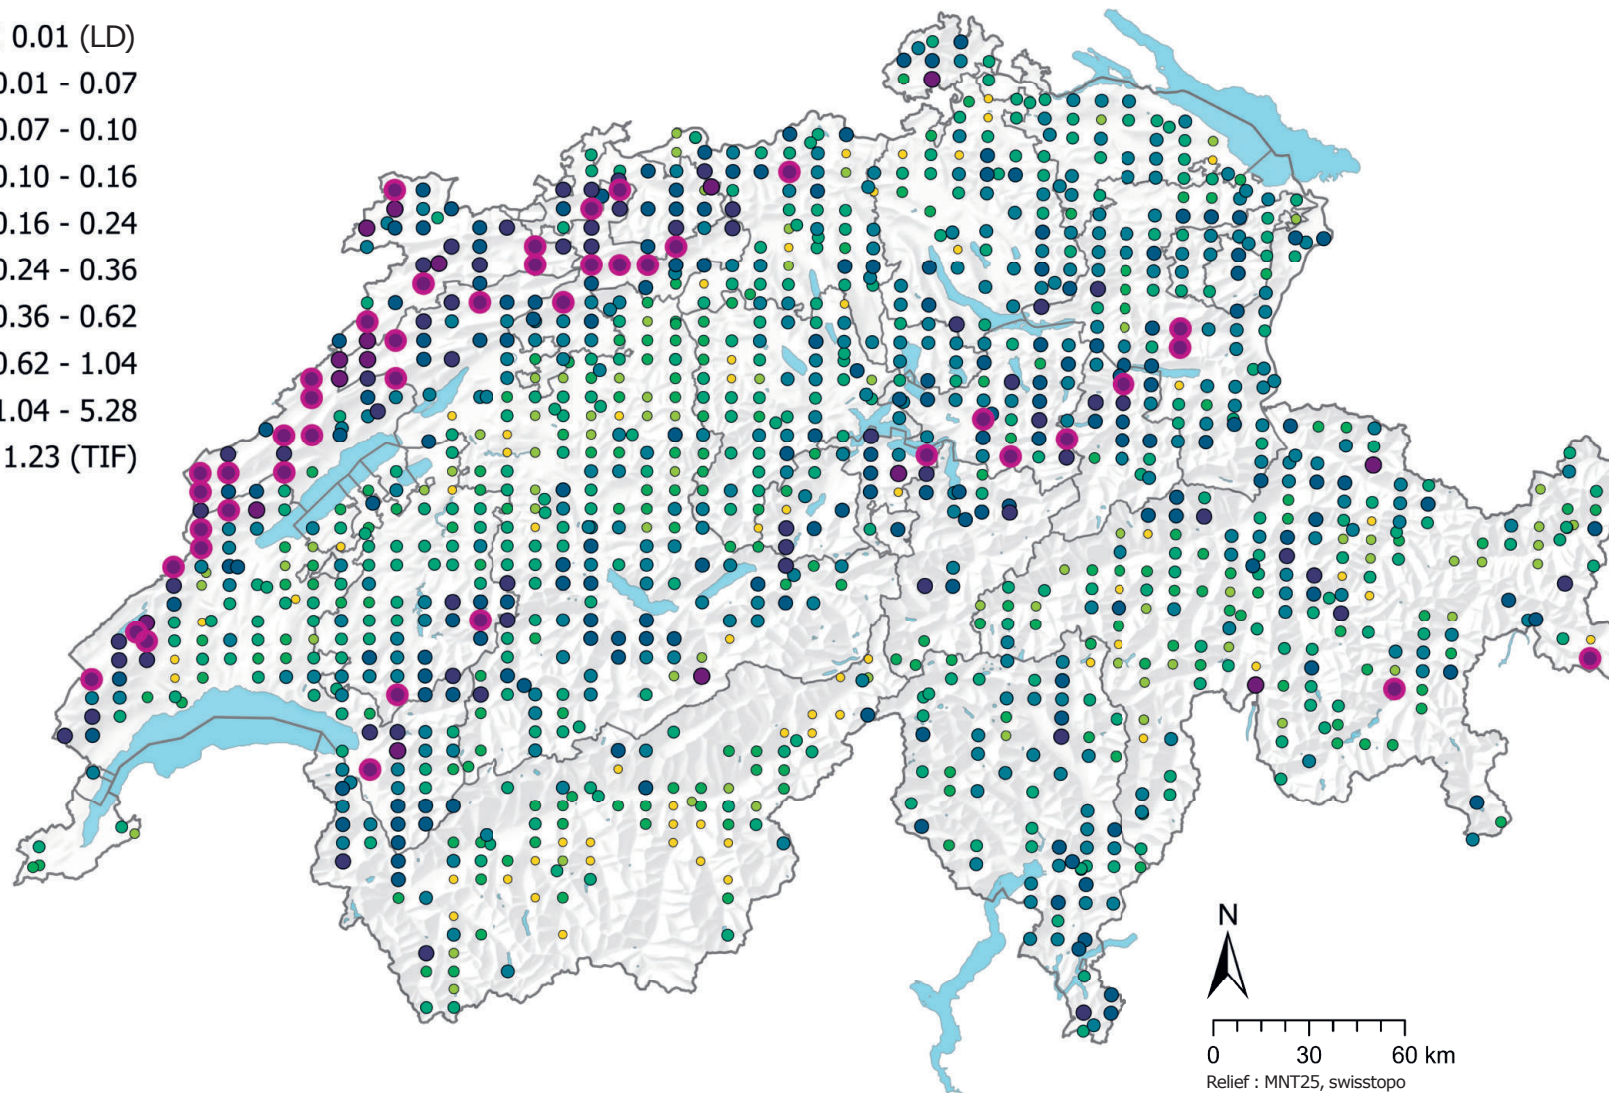 0.01 (LD)
0.01 - 0.07
0.07 - 0.10
0.10 - 0.16
0.16 - 0.24
0.24 - 0.36
0.36 - 0.62
0.62 - 1.04
1.04 - 5.28
1.23 (TIF)
N
0 30 60 km
Relief : MNT25, swisstopo